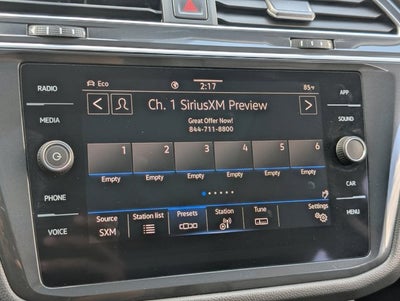 RADIO
MEDIA
PHONE
VOICE
Eco
2:17
85°F
Ch. 1 SiriusXM Preview
Great Offer Now!
844-711-8800
1 2 3 4 5 6
Empty Empty Empty Empty Empty Empty
Source Station list Presets Station Tune Settings
SXM
APP
SOUND
CAR
MENU